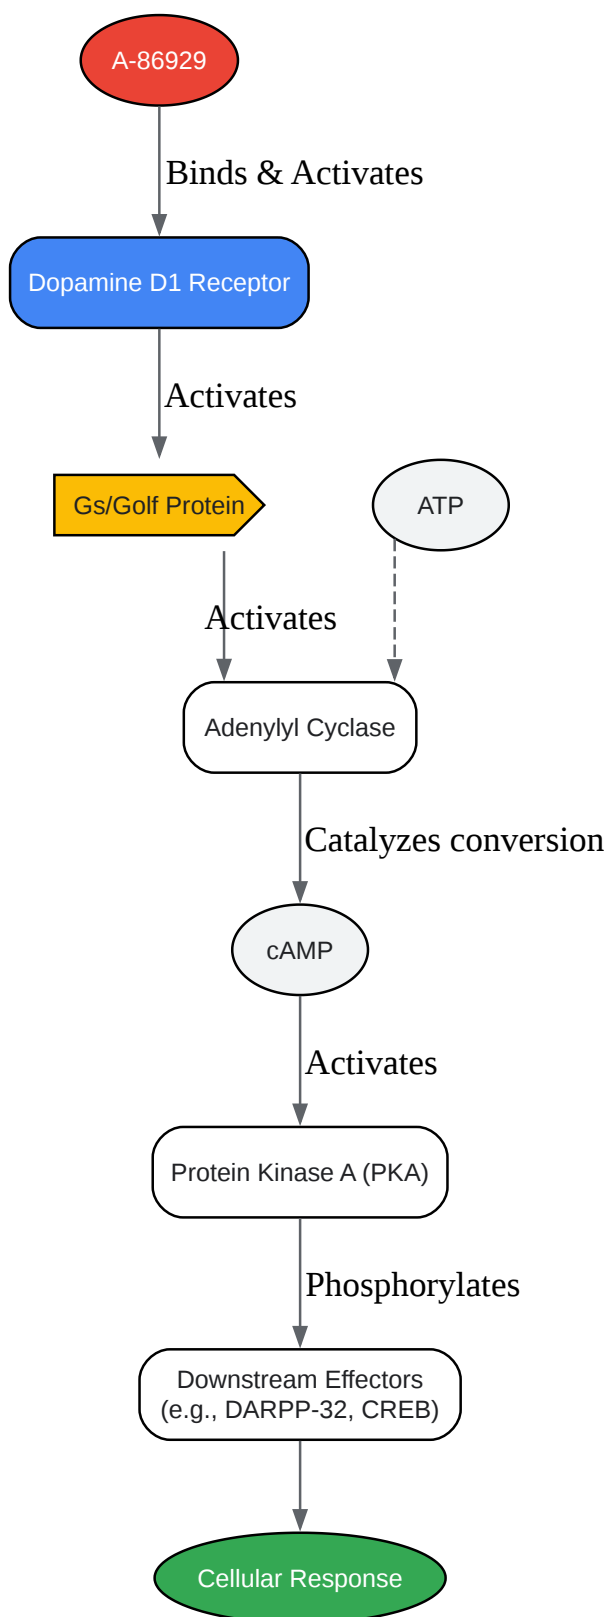 A-86929
Binds & Activates
Dopamine D1 Receptor
Activates
Gs/Golf Protein
ATP
Activates
Adenylyl Cyclase
Catalyzes conversion
cAMP
Activates
Protein Kinase A (PKA)
Phosphorylates
Downstream Effectors
(e.g., DARPP-32, CREB)
Cellular Response